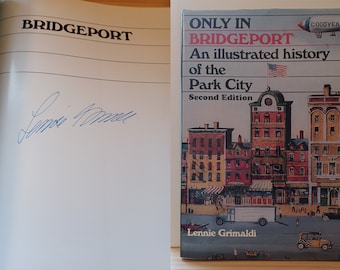 BRIDGEPORT
Lennie Grimaldi
GOODYEAR
ONLY IN
BRIDGEPORT
An illustrated history
of the
Park City
Second Edition
Lennie Grimaldi